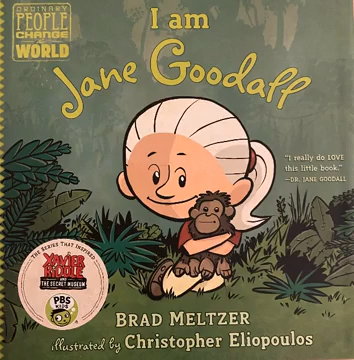 ORDINARY
PEOPLE
CHANGE
THE
WORLD
I am
Jane Goodall
"I really do LOVE
this little book."
—DR. JANE GOODALL
THE SERIES THAT INSPIRED
XAVIER
RIDDLE
AND
THE SECRET MUSEUM
PBS
KIDS
BRAD MELTZER
illustrated by Christopher Eliopoulos